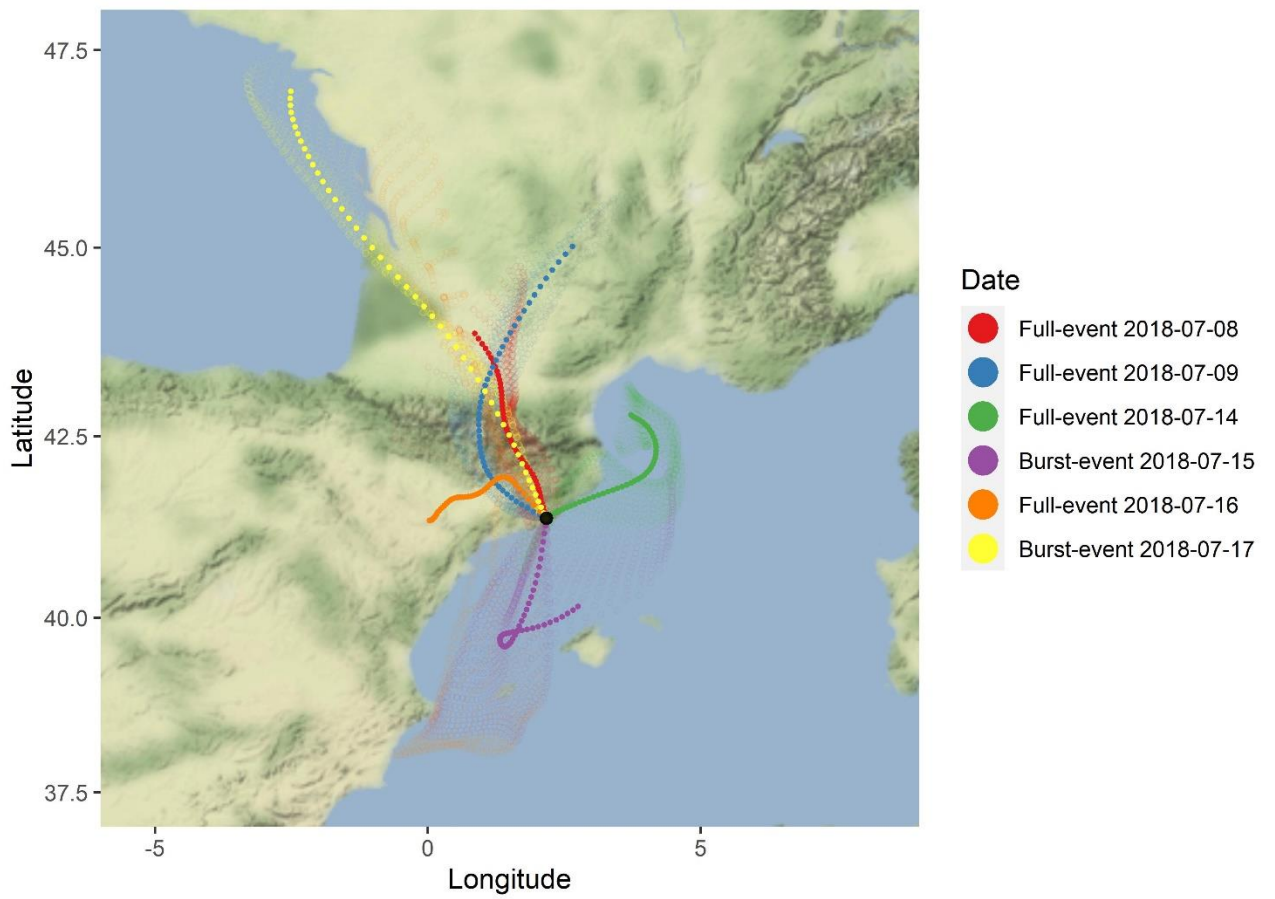 47.5
45.0
42.5
40.0
37.5
Latitude
-5
0
5
Longitude
Date
Full-event 2018-07-08
Full-event 2018-07-09
Full-event 2018-07-14
Burst-event 2018-07-15
Full-event 2018-07-16
Burst-event 2018-07-17